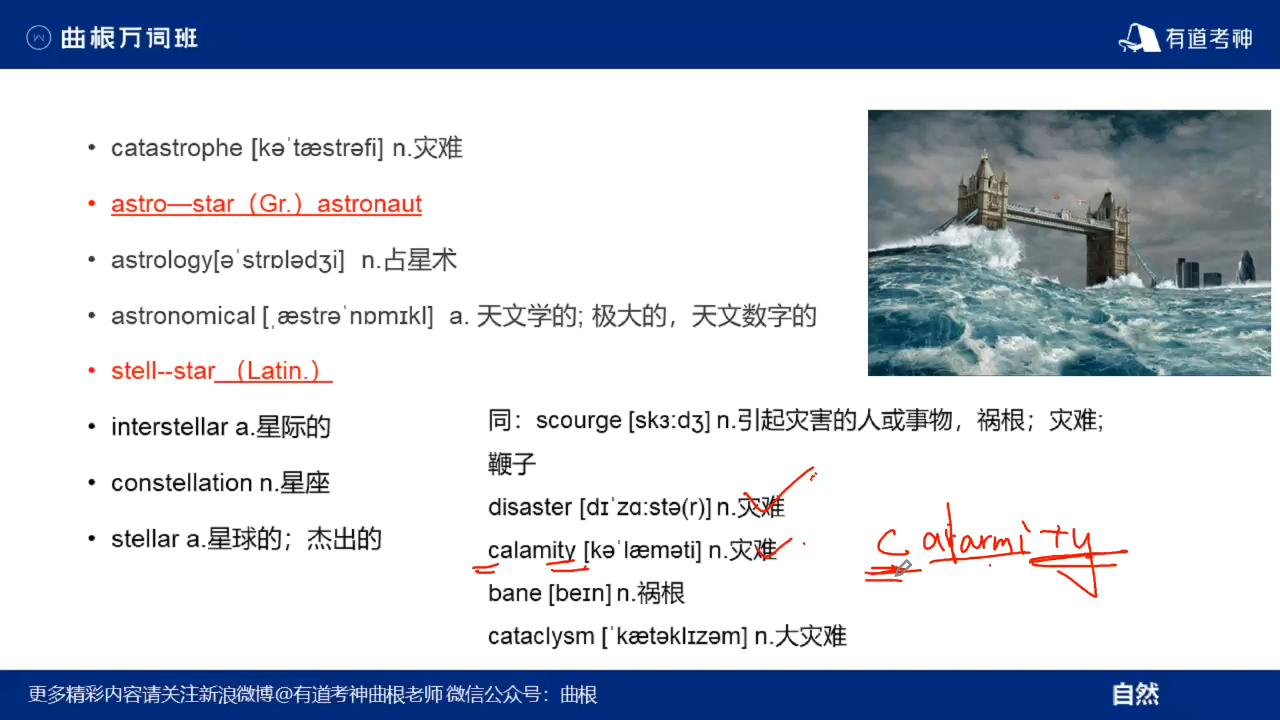 曲根万词班
有道考神
• catastrophe [kəˈtæstrəfi] n.灾难
• astro—star（Gr.）astronaut
• astrology[əˈstrɒlədʒi] n.占星术
• astronomical [ˌæstrəˈnɒmɪkl] a. 天文学的; 极大的，天文数字的
• stell--star （Latin.）
• interstellar a.星际的
• constellation n.星座
• stellar a.星球的；杰出的
同：scourge [skɜːdʒ] n.引起灾害的人或事物，祸根；灾难;
鞭子
disaster [dɪˈzɑːstə(r)] n.灾难
calamity [kəˈlæməti] n.灾难
bane [beɪn] n.祸根
cataclysm [ˈkætəklɪzəm] n.大灾难
c alarmi ty
更多精彩内容请关注新浪微博@有道考神曲根老师 微信公众号：曲根
自然